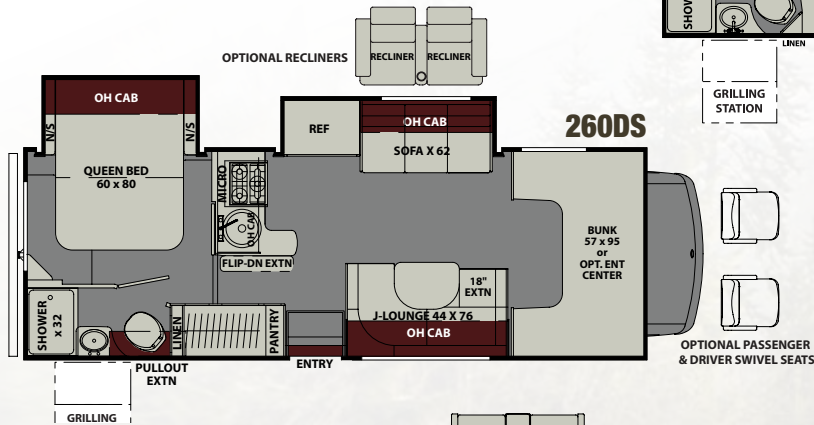 SHOW
LINEN
GRILLING
STATION
OPTIONAL RECLINERS
RECLINER
RECLINER
260DS
OH CAB
N/S
N/S
QUEEN BED
60 x 80
REF
OH CAB
SOFA X 62
MICRO
OH CAB
FLIP-DN EXTN
BUNK
57 x 95
or
OPT. ENT
CENTER
18"
EXTN
J-LOUNGE 44 X 76
OH CAB
SHOWER
x 32
LINEN
PANTRY
PULLOUT
EXTN
ENTRY
OPTIONAL PASSENGER
& DRIVER SWIVEL SEATS
GRILLING